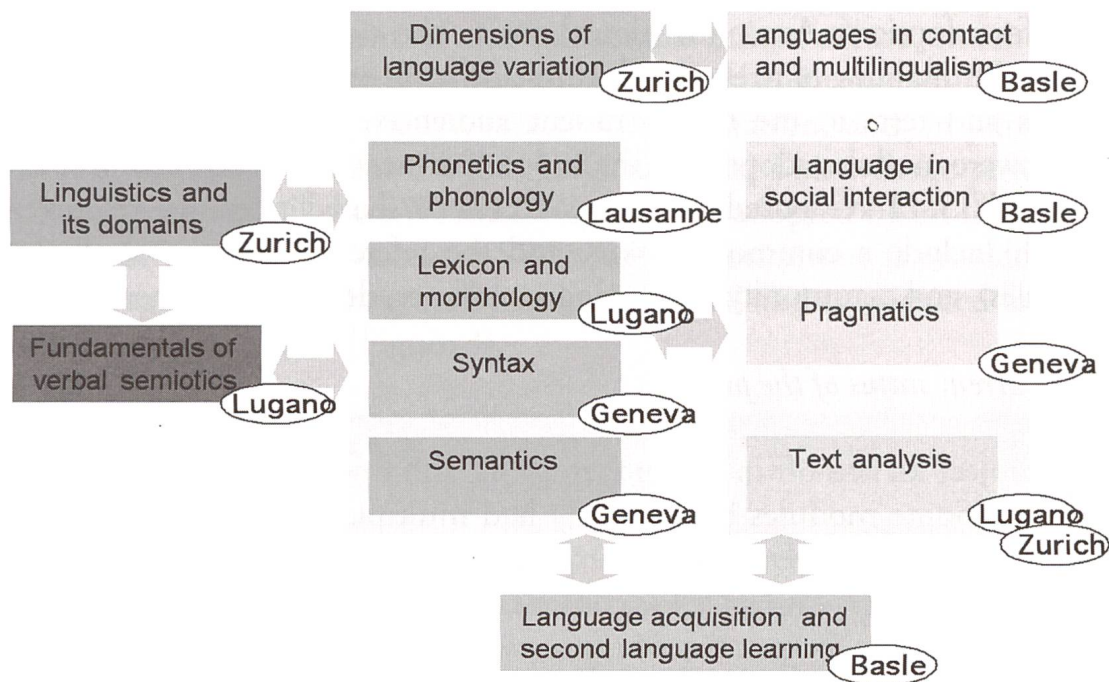 Dimensions of
language variation
Zurich
Languages in contact
and multilingualism
Basle
Linguistics and
its domains
Zurich
Phonetics and
phonology
Lausanne
Language in
social interaction
Basle
Lexicon and
morphology
Lugano
Pragmatics
Geneva
Fundamentals of
verbal semiotics
Lugano
Syntax
Geneva
Semantics
Geneva
Text analysis
Lugano
Zurich
Language acquisition and
second language learning
Basle